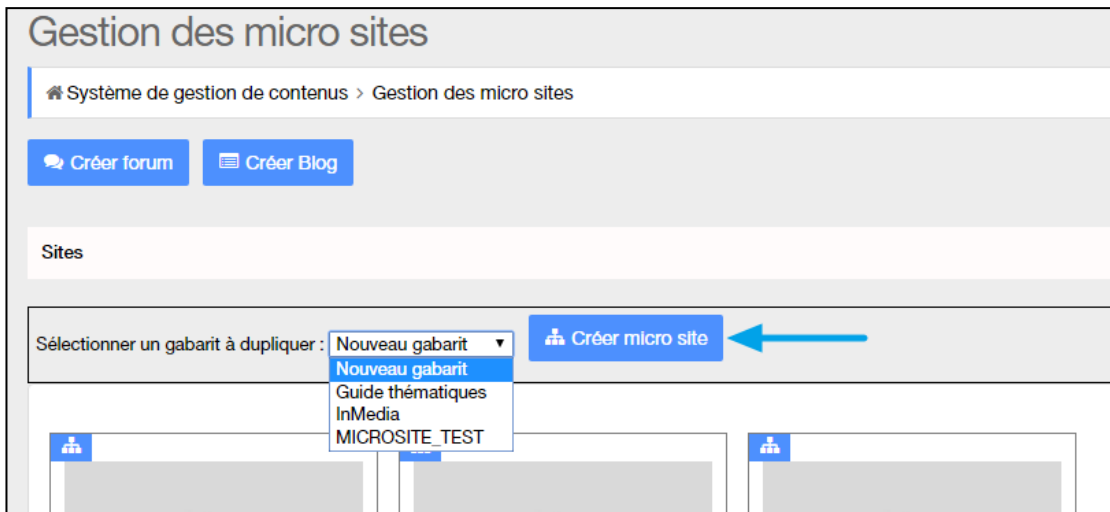 Gestion des micro sites
Système de gestion de contenus > Gestion des micro sites
Créer forum
Créer Blog
Sites
Sélectionner un gabarit à dupliquer : Nouveau gabarit
Créer micro site
Nouveau gabarit
Guide thématiques
InMedia
MICROSITE_TEST